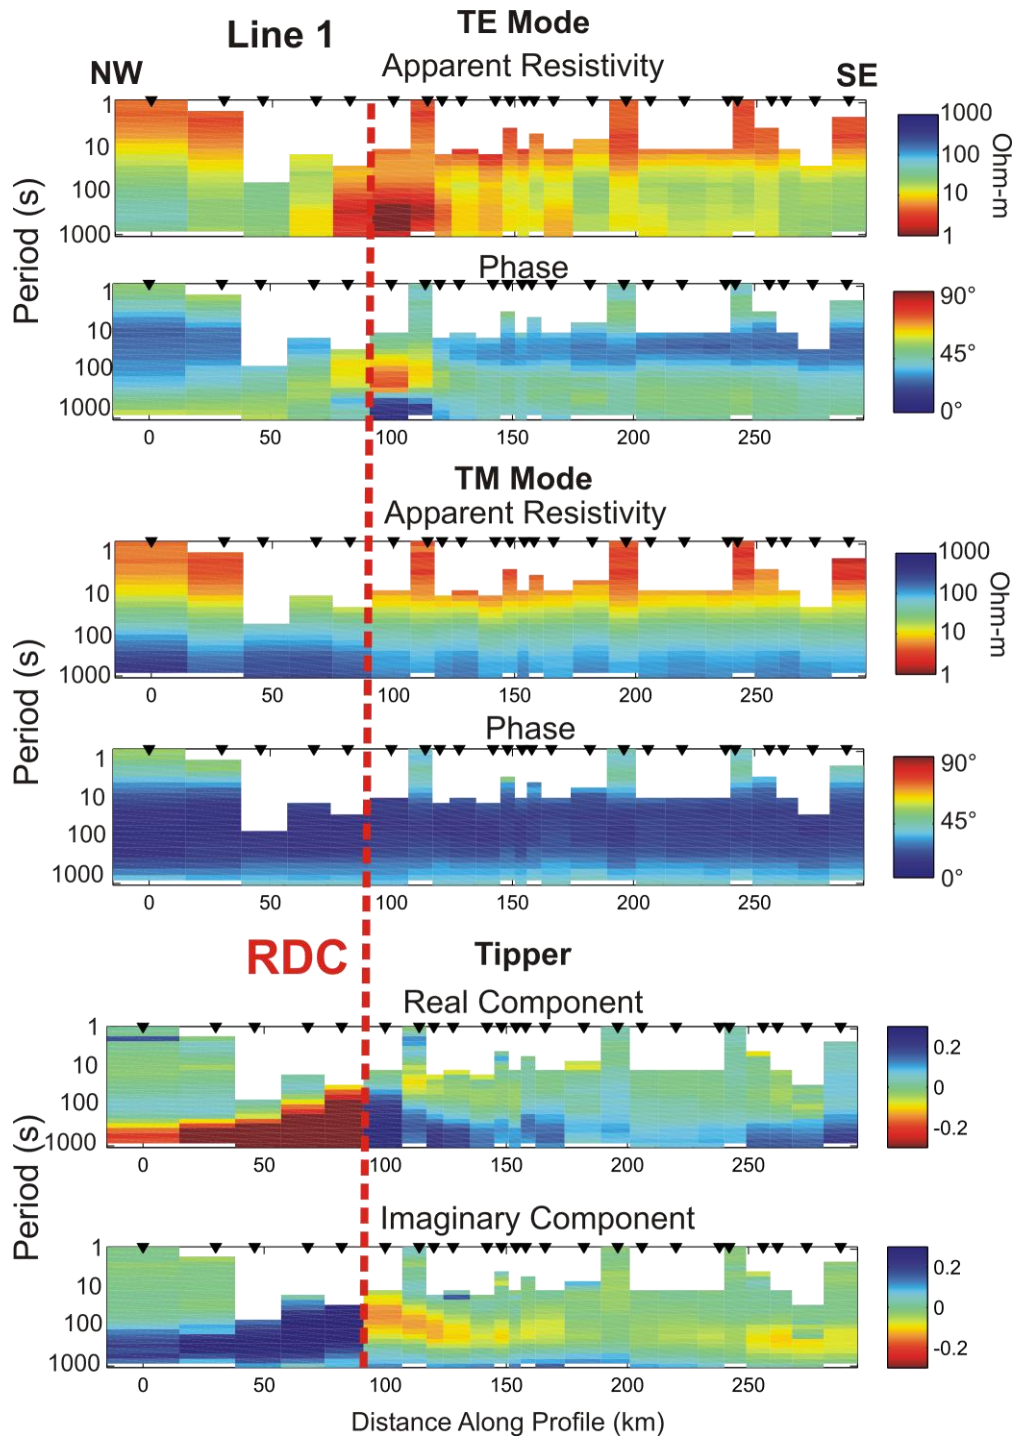 Line 1
TE Mode
Apparent Resistivity
NW
SE
1
10
100
1000
Period (s)
1000
100
10
1
Ohm-m
Phase
1
10
100
1000
0 50 100 150 200 250
90°
45°
0°
TM Mode
Apparent Resistivity
1
10
100
1000
Period (s)
0 50 100 150 200 250
1000
100
10
1
Ohm-m
Phase
1
10
100
1000
0 50 100 150 200 250
90°
45°
0°
RDC
Tipper
Real Component
1
10
100
1000
Period (s)
0 50 100 150 200 250
0.2
0
-0.2
Imaginary Component
1
10
100
1000
0 50 100 150 200 250
0.2
0
-0.2
Distance Along Profile (km)